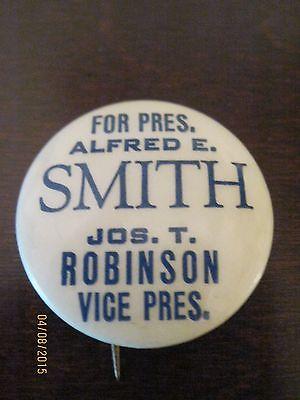 FOR PRES.
ALFRED E.
SMITH
JOS. T.
ROBINSON
VICE PRES.
04/08/2015